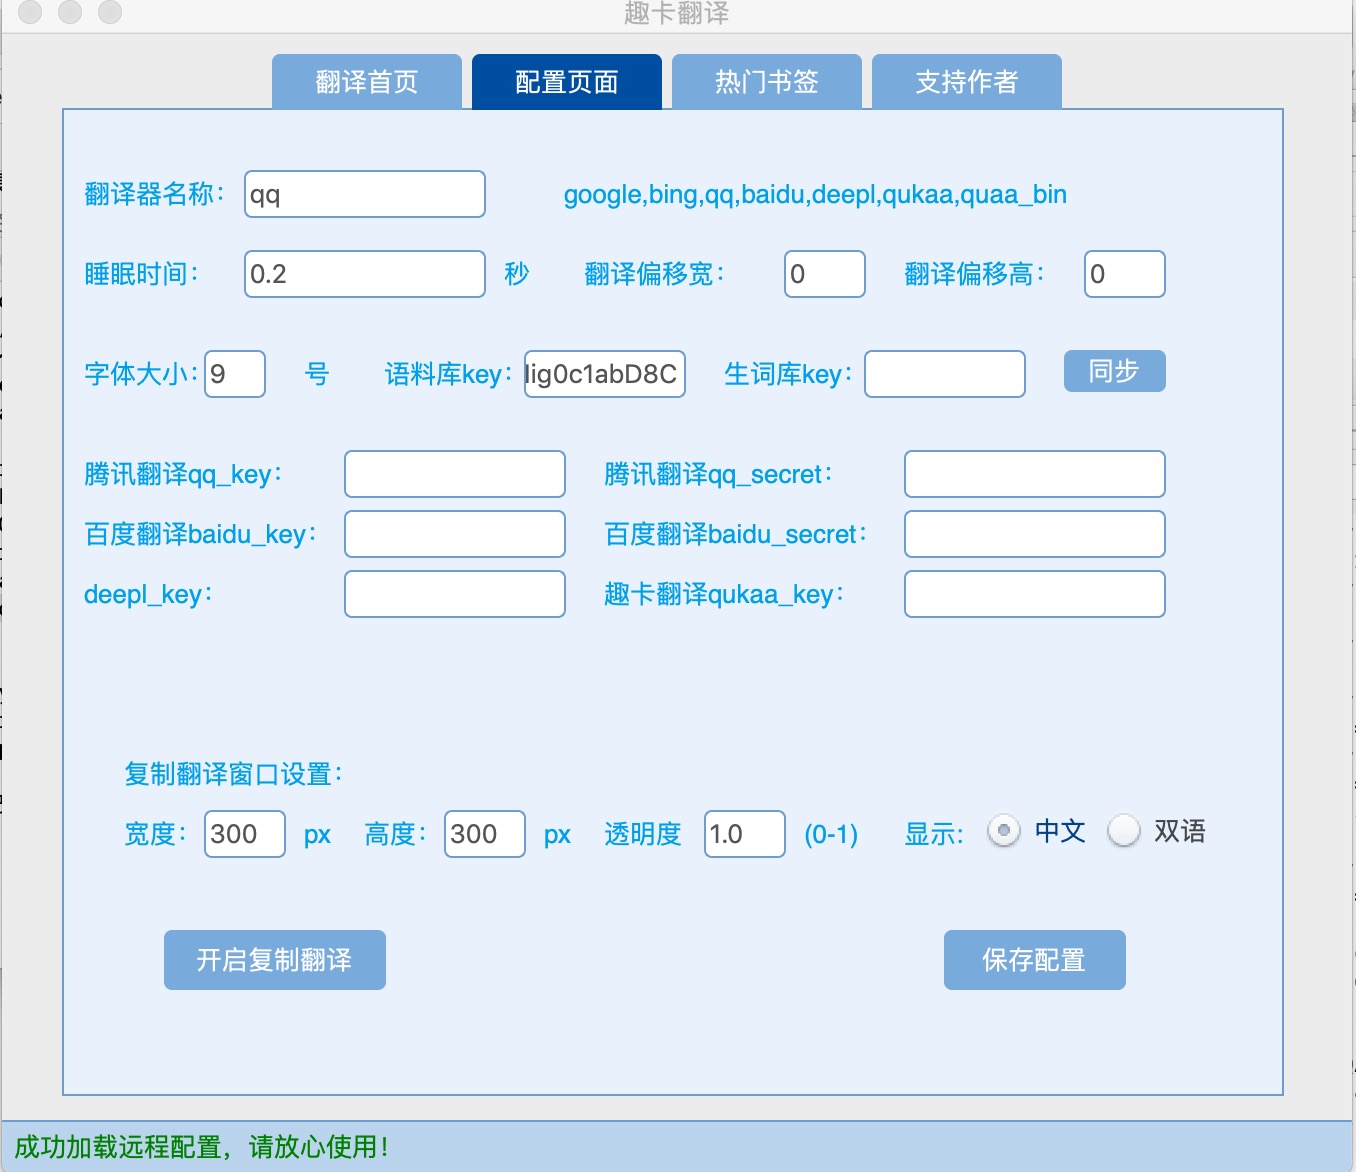 趣卡翻译
翻译首页 配置页面 热门书签 支持作者
翻译器名称： qq google,bing,qq,baidu,deepl,qukaa,quaa_bin
睡眠时间： 0.2 秒 翻译偏移宽： 0 翻译偏移高： 0
字体大小： 9 号 语料库key： lig0c1abD8C 生词库key： 同步
腾讯翻译qq_key： 腾讯翻译qq_secret：
百度翻译baidu_key： 百度翻译baidu_secret：
deepl_key： 趣卡翻译qukaa_key：
复制翻译窗口设置：
宽度： 300 px 高度： 300 px 透明度 1.0 (0-1) 显示: 中文 双语
开启复制翻译 保存配置
成功加载远程配置，请放心使用！